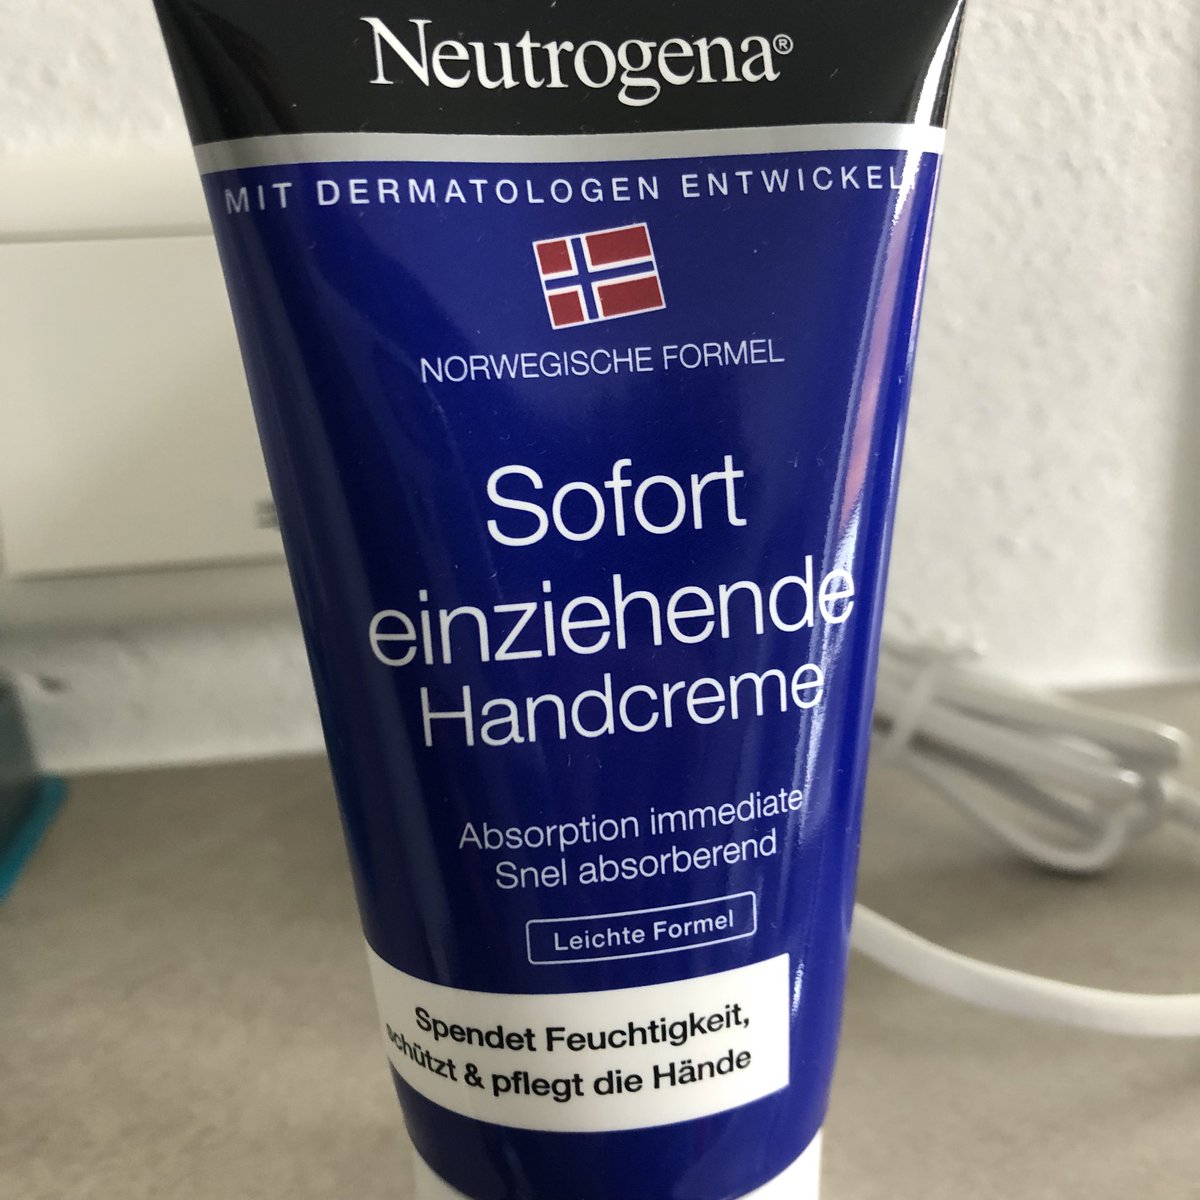 Neutrogena®
MIT DERMATOLOGEN ENTWICKEL
NORWEGISCHE FORMEL
Sofort
einziehende
Handcreme
Absorption immediate
Snel absorberend
Leichte Formel
Spendet Feuchtigkeit,
schützt & pflegt die Hände